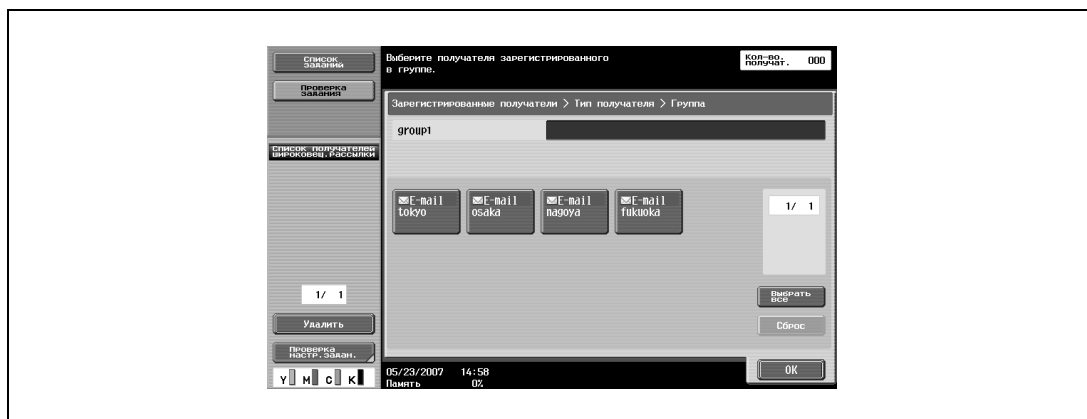 Список
заданий
Проверка
задания
Список получателей
широковещ.рассылки
1/ 1
Удалить
Проверка
настр.задан.
Y M C K
Выберите получателя зарегистрированного
в группе.
Кол-во.
получат. 000
Зарегистрированные получатели > Тип получателя > Группа
group1
E-mail
tokyo
E-mail
osaka
E-mail
nagoya
E-mail
fukuoka
1/ 1
Выбрать
все
Сброс
05/23/2007 14:58
Память 0%
OK